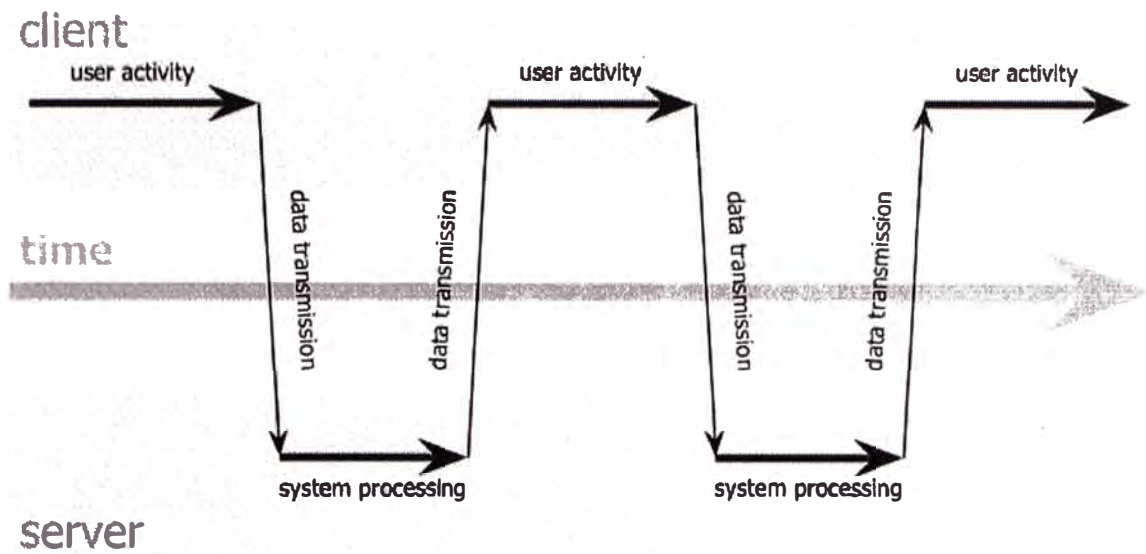 client
user activity
user activity
user activity
data transmission
data transmission
data transmission
data transmission
time
system processing
system processing
server